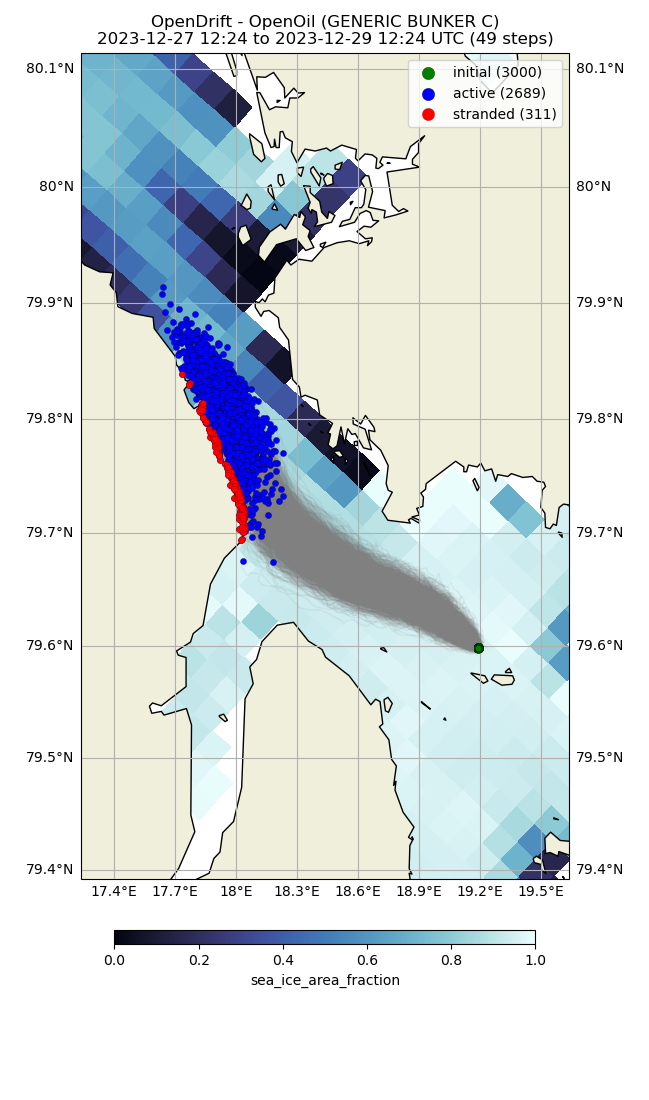 OpenDrift - OpenOil (GENERIC BUNKER C)
2023-12-27 12:24 to 2023-12-29 12:24 UTC (49 steps)
initial (3000)
active (2689)
stranded (311)
80.1°N 80.1°N
80°N 80°N
79.9°N 79.9°N
79.8°N 79.8°N
79.7°N 79.7°N
79.6°N 79.6°N
79.5°N 79.5°N
79.4°N 79.4°N
17.4°E 17.7°E 18°E 18.3°E 18.6°E 18.9°E 19.2°E 19.5°E
0.0 0.2 0.4 0.6 0.8 1.0
sea_ice_area_fraction